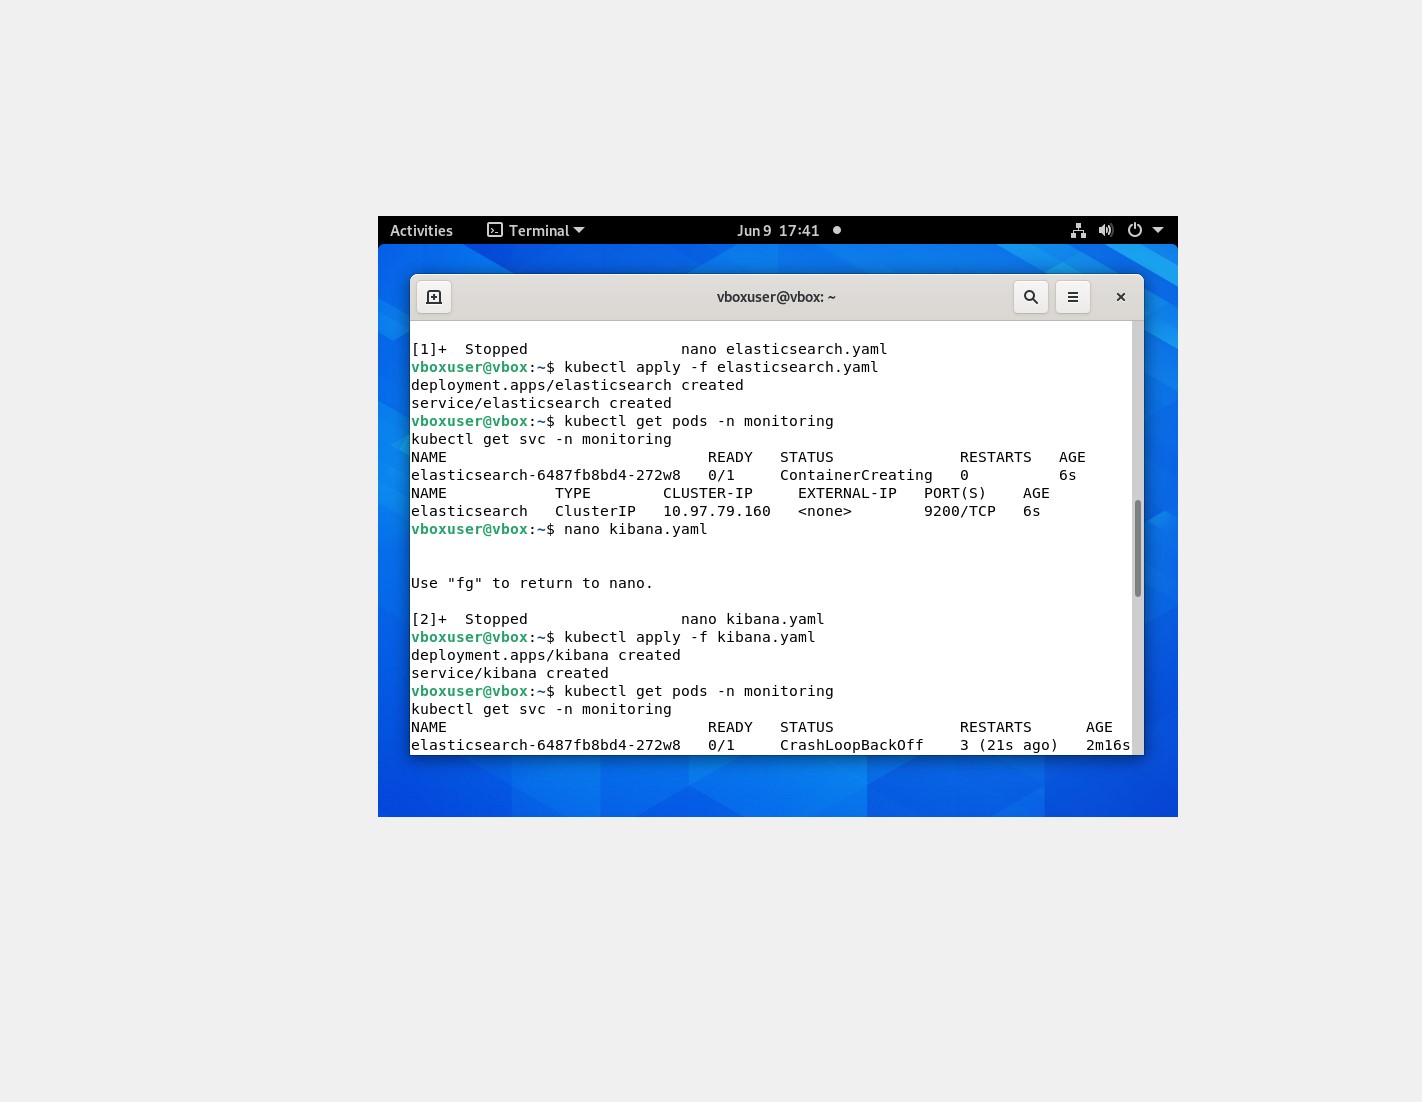 Activities Terminal Jun 9 17:41
vboxuser@vbox: ~
[1]+  Stopped                 nano elasticsearch.yaml
vboxuser@vbox:~$ kubectl apply -f elasticsearch.yaml
deployment.apps/elasticsearch created
service/elasticsearch created
vboxuser@vbox:~$ kubectl get pods -n monitoring
kubectl get svc -n monitoring
NAME                             READY   STATUS              RESTARTS   AGE
elasticsearch-6487fb8bd4-272w8   0/1     ContainerCreating   0          6s
NAME            TYPE        CLUSTER-IP     EXTERNAL-IP   PORT(S)    AGE
elasticsearch   ClusterIP   10.97.79.160   <none>        9200/TCP   6s
vboxuser@vbox:~$ nano kibana.yaml
Use "fg" to return to nano.
[2]+  Stopped                 nano kibana.yaml
vboxuser@vbox:~$ kubectl apply -f kibana.yaml
deployment.apps/kibana created
service/kibana created
vboxuser@vbox:~$ kubectl get pods -n monitoring
kubectl get svc -n monitoring
NAME                             READY   STATUS              RESTARTS      AGE
elasticsearch-6487fb8bd4-272w8   0/1     CrashLoopBackOff    3 (21s ago)   2m16s